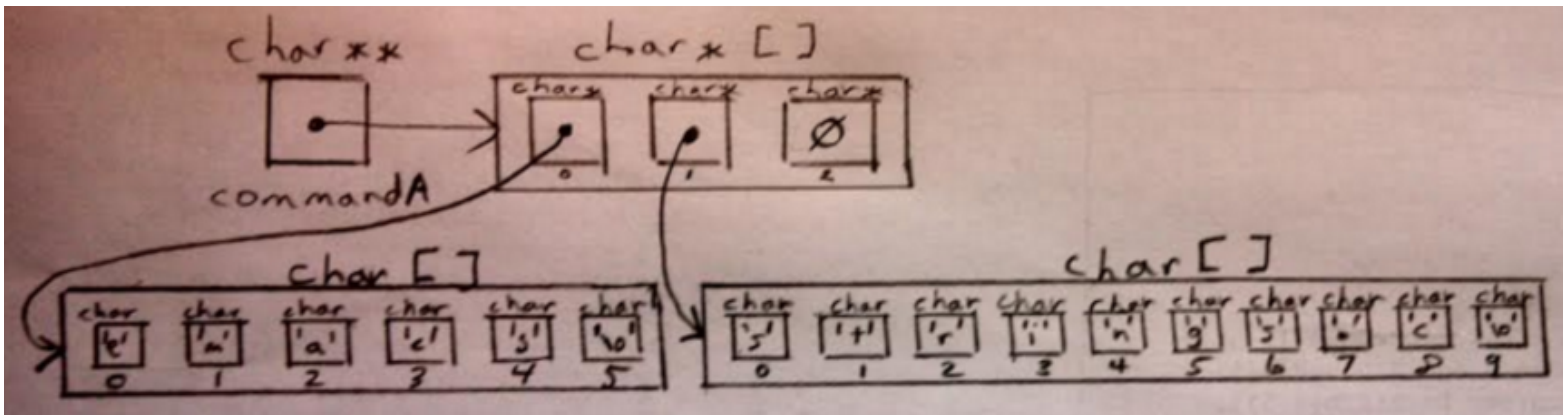 char ** char * [ ]
char* char* char*
Ø
0 1 2
commandA
char [ ] char [ ]
char char char char char char char char char char char char char char char char
'e' 'm' 'a' 'c' 's' '\0' 's' 't' 'r' 'i' 'n' 'g' 's' '.' 'c' '\0'
0 1 2 3 4 5 0 1 2 3 4 5 6 7 8 9